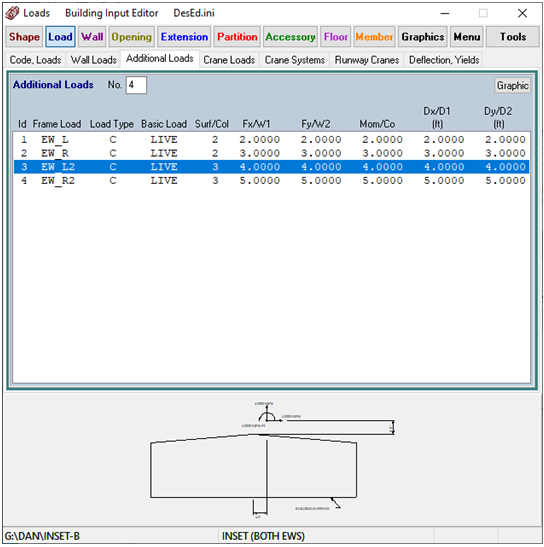 Loads Building Input Editor DesEd.ini
Shape Load Wall Opening Extension Partition Accessory Floor Member Graphics Menu Tools
Code, Loads Wall Loads Additional Loads Crane Loads Crane Systems Runway Cranes Deflection, Yields
Additional Loads No. 4 Graphic
Dx/D1 Dy/D2
Id Frame Load Load Type Basic Load Surf/Col Fx/W1 Fy/W2 Mom/Co (ft) (ft)
1 EW_L C LIVE 2 2.0000 2.0000 2.0000 2.0000 2.0000
2 EW_R C LIVE 2 3.0000 3.0000 3.0000 3.0000 3.0000
3 EW_L2 C LIVE 3 4.0000 4.0000 4.0000 4.0000 4.0000
4 EW_R2 C LIVE 3 5.0000 5.0000 5.0000 5.0000 5.0000
G:\DAN\INSET-B INSET (BOTH EWS)